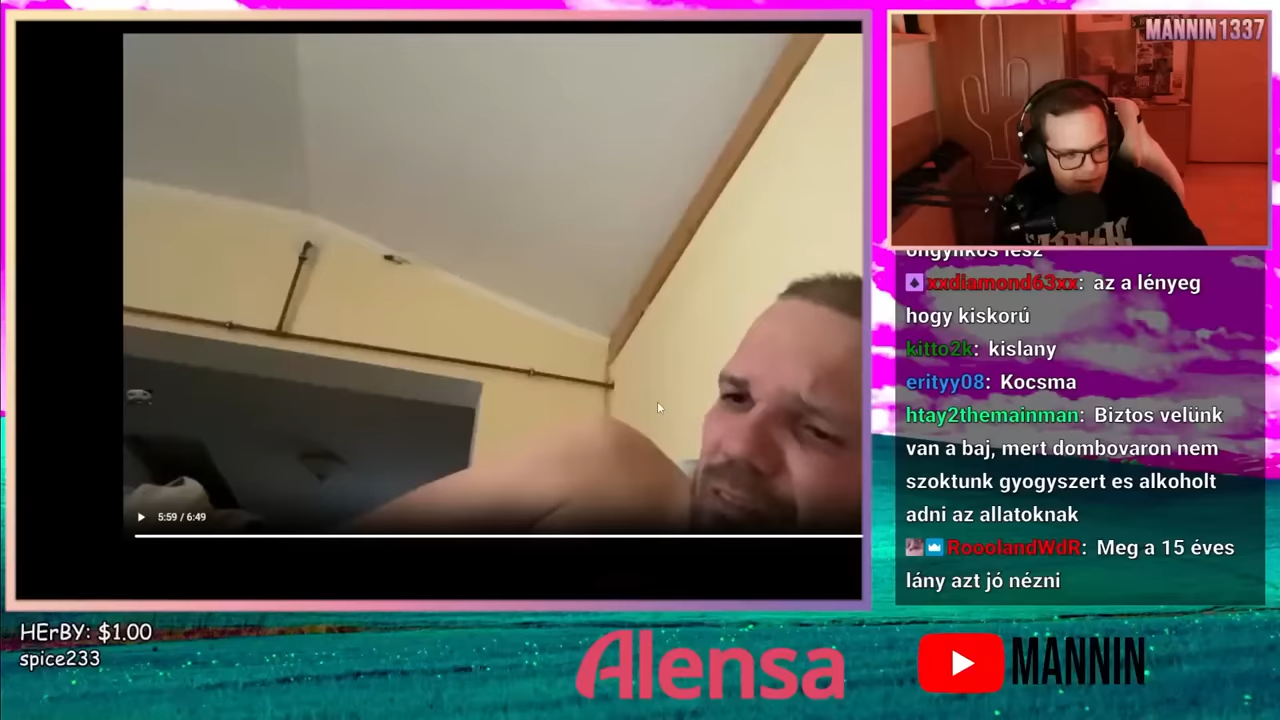 MANNIN1337
öngyilkos lesz
xxdiamond63xx: az a lényeg
hogy kiskorú
kitto2k: kislany
erityy08: Kocsma
htay2themainman: Biztos velünk
van a baj, mert dombovaron nem
szoktunk gyogyszert es alkoholt
adni az allatoknak
RooolandWdR: Meg a 15 éves
lány azt jó nézni
5:59 / 6:49
HErBY: $1.00
spice233
Alensa
MANNIN